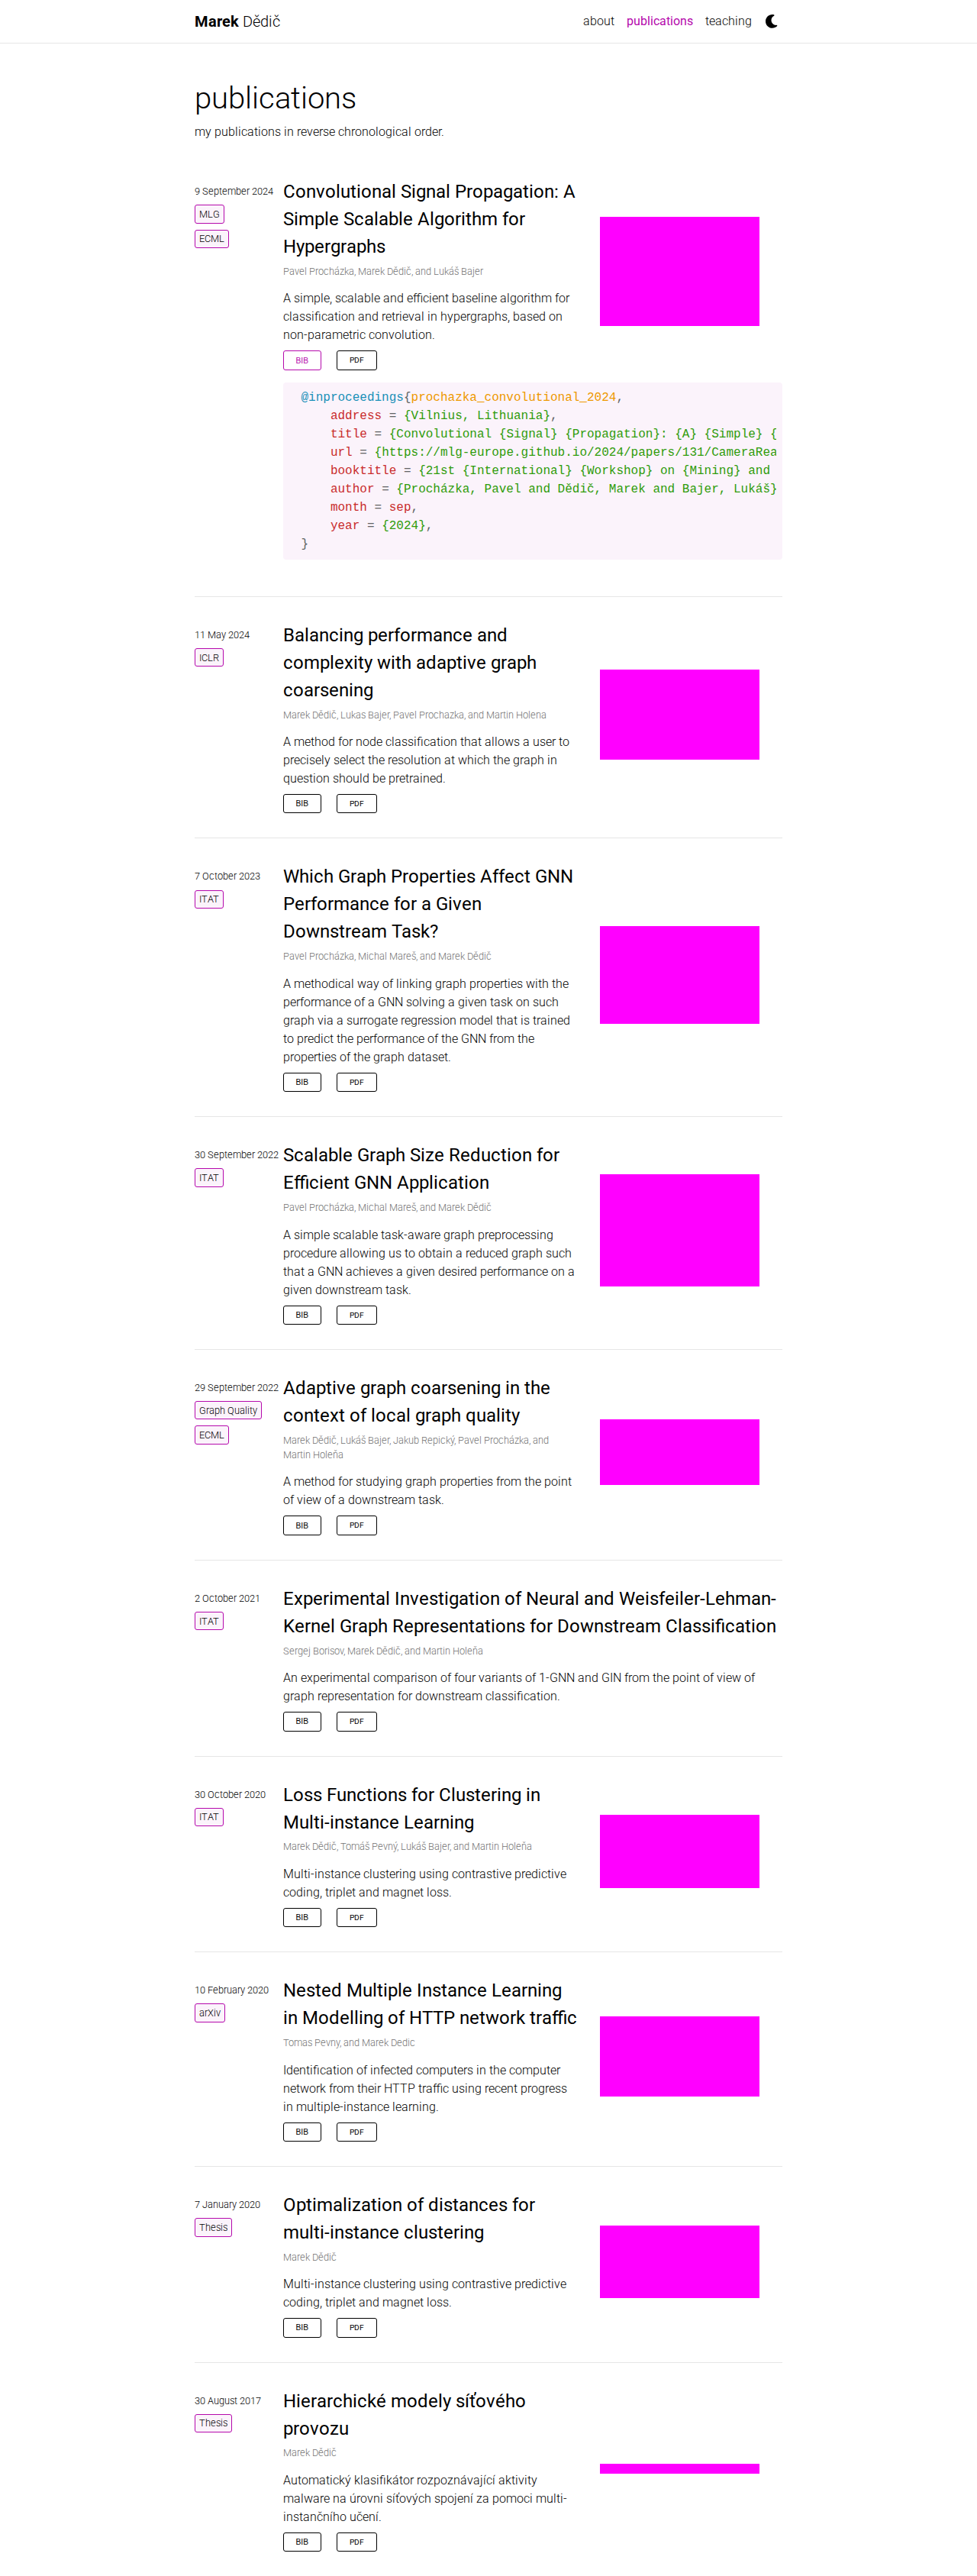 Marek Dědič
about publications teaching
publications
my publications in reverse chronological order.
9 September 2024
MLG
ECML
Convolutional Signal Propagation: A
Simple Scalable Algorithm for
Hypergraphs
Pavel Procházka, Marek Dědič, and Lukáš Bajer
A simple, scalable and efficient baseline algorithm for
classification and retrieval in hypergraphs, based on
non-parametric convolution.
BIB PDF
@inproceedings{prochazka_convolutional_2024,
address = {Vilnius, Lithuania},
title = {Convolutional {Signal} {Propagation}: {A} {Simple} {
url = {https://mlg-europe.github.io/2024/papers/131/CameraRea
booktitle = {21st {International} {Workshop} on {Mining} and
author = {Procházka, Pavel and Dědič, Marek and Bajer, Lukáš}
month = sep,
year = {2024},
}
11 May 2024
ICLR
Balancing performance and
complexity with adaptive graph
coarsening
Marek Dědič, Lukas Bajer, Pavel Prochazka, and Martin Holena
A method for node classification that allows a user to
precisely select the resolution at which the graph in
question should be pretrained.
BIB PDF
7 October 2023
ITAT
Which Graph Properties Affect GNN
Performance for a Given
Downstream Task?
Pavel Procházka, Michal Mareš, and Marek Dědič
A methodical way of linking graph properties with the
performance of a GNN solving a given task on such
graph via a surrogate regression model that is trained
to predict the performance of the GNN from the
properties of the graph dataset.
BIB PDF
30 September 2022
ITAT
Scalable Graph Size Reduction for
Efficient GNN Application
Pavel Procházka, Michal Mareš, and Marek Dědič
A simple scalable task-aware graph preprocessing
procedure allowing us to obtain a reduced graph such
that a GNN achieves a given desired performance on a
given downstream task.
BIB PDF
29 September 2022
Graph Quality
ECML
Adaptive graph coarsening in the
context of local graph quality
Marek Dědič, Lukáš Bajer, Jakub Repický, Pavel Procházka, and
Martin Holeňa
A method for studying graph properties from the point
of view of a downstream task.
BIB PDF
2 October 2021
ITAT
Experimental Investigation of Neural and Weisfeiler-Lehman-
Kernel Graph Representations for Downstream Classification
Sergej Borisov, Marek Dědič, and Martin Holeňa
An experimental comparison of four variants of 1-GNN and GIN from the point of view of
graph representation for downstream classification.
BIB PDF
30 October 2020
ITAT
Loss Functions for Clustering in
Multi-instance Learning
Marek Dědič, Tomáš Pevný, Lukáš Bajer, and Martin Holeňa
Multi-instance clustering using contrastive predictive
coding, triplet and magnet loss.
BIB PDF
10 February 2020
arXiv
Nested Multiple Instance Learning
in Modelling of HTTP network traffic
Tomas Pevny, and Marek Dedic
Identification of infected computers in the computer
network from their HTTP traffic using recent progress
in multiple-instance learning.
BIB PDF
7 January 2020
Thesis
Optimalization of distances for
multi-instance clustering
Marek Dědič
Multi-instance clustering using contrastive predictive
coding, triplet and magnet loss.
BIB PDF
30 August 2017
Thesis
Hierarchické modely síťového
provozu
Marek Dědič
Automatický klasifikátor rozpoznávající aktivity
malware na úrovni síťových spojení za pomoci multi-
instančního učení.
BIB PDF